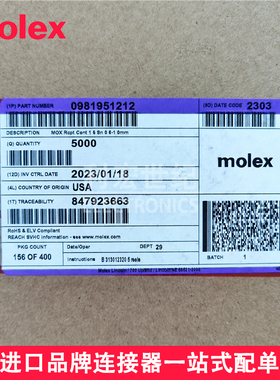 molex
(1P) PART NUMBER 0981951212 (9D) DATE CODE 2303
DESCRIPTION MOX Rcpt Cent 1.5 Sn 0.5-1.0mm
(Q) QUANTITY 5000
(12D) INV CTRL DATE 2023/01/18
(4L) COUNTRY OF ORIGIN USA
molex
(1T) TRACEABILITY 847923663
RoHS & ELV Compliant
REACH SVHC information - see www.molex.com
PKG COUNT Date/Oper DEPT 29 BATCH 1
156 OF 400 Instructions
进口品牌连接器一站式配单